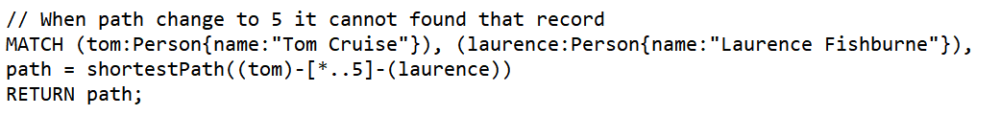 // When path change to 5 it cannot found that record
MATCH (tom:Person{name:"Tom Cruise"}), (laurence:Person{name:"Laurence Fishburne"}),
path = shortestPath((tom)-[*..5]-(laurence))
RETURN path;